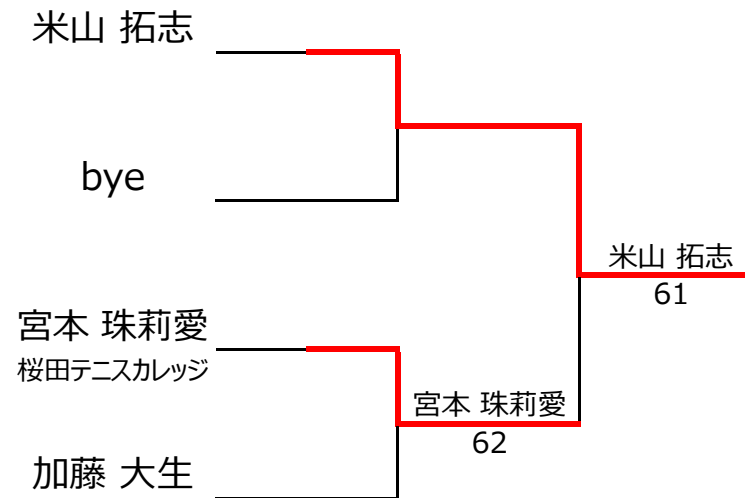 米山 拓志
bye
宮本 珠莉愛
桜田テニスカレッジ
加藤 大生
宮本 珠莉愛
62
米山 拓志
61